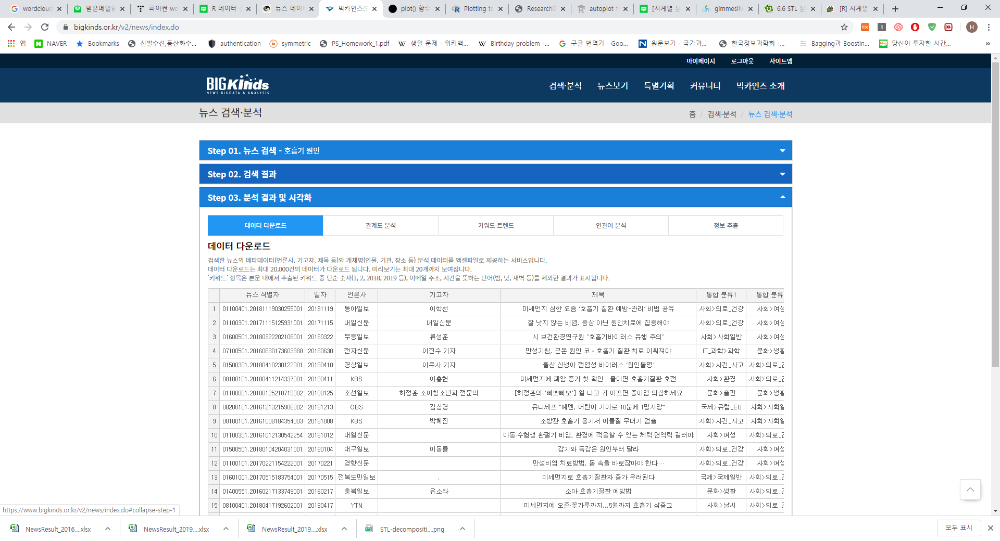 wordcloud
받은메일함
파이썬 wo
R 데이터
뉴스 데이터
빅카인즈(B
plot() 함수
Plotting ts
ResearchG
autoplot f
[시계열 분
gimmesilv
6.6 STL 분
[R] 시계열
bigkinds.or.kr/v2/news/index.do
앱 NAVER Bookmarks 신발수선,등산화수... authentication symmetric PS_Homework_1.pdf 생일 문제 - 위키백... Birthday problem -... 구글 번역기 - Goo... 원문보기 - 국가과... 한국정보과학회 -... Bagging과 Boostin... 당신이 투자한 시간...
마이페이지 로그아웃 사이트맵
BIGKinds
NEWS BIGDATA & ANALYSIS
검색·분석 뉴스보기 특별기획 커뮤니티 빅카인즈 소개
뉴스 검색·분석
홈 / 검색·분석 / 뉴스 검색·분석
Step 01. 뉴스 검색 - 호흡기 원인
Step 02. 검색 결과
Step 03. 분석 결과 및 시각화
데이터 다운로드 관계도 분석 키워드 트렌드 연관어 분석 정보 추출
데이터 다운로드
검색한 뉴스의 메타데이터(언론사, 기고자, 제목 등)와 개체명(인물, 기관, 장소 등) 분석 데이터를 엑셀파일로 제공하는 서비스입니다.
데이터 다운로드는 최대 20,000건의 데이터가 다운로드 됩니다. 미리보기는 최대 20개까지 보여집니다.
'키워드' 항목은 본문 내에서 추출된 키워드 중 단순 숫자(1, 2, 2018, 2019 등), 이메일 주소, 시간을 뜻하는 단어(밤, 낮, 새벽 등)를 제외한 결과가 표시됩니다.
뉴스 식별자 일자 언론사 기고자 제목 통합 분류1 통합 분류
1 01100401.20181119030255001 20181119 동아일보 이학선 미세먼지 심한 요즘 '호흡기 질환 예방-관리' 비법 공유 사회>의료_건강 사회>여성
2 01100301.20171115125931001 20171115 내일신문 내일신문 잘 낫지 않는 비염, 증상 아닌 원인치료에 집중해야 사회>의료_건강 사회>여성
3 01600501.20180322202108001 20180322 무등일보 류성훈 시 보건환경연구원 "호흡기바이러스 유행 주의" 사회>사회일반 사회>여성
4 07100501.20160630173603980 20160630 전자신문 이진수 기자 만성기침, 근본 원인 코·호흡기 질환 치료 이뤄져야 IT_과학>과학 문화>생활
5 01500301.20180410230122001 20180410 경상일보 이우사 기자 울산 신생아 전염성 바이러스 '원인불명' 사회>사건_사고 사회>의료_건
6 08100101.20180411214337001 20180411 KBS 이충헌 미세먼지에 폐암 증가 첫 확인…줄이면 호흡기질환 호전 사회>환경 사회>의료_건
7 01100801.20180125210719002 20180125 조선일보 하정훈 소아청소년과 전문의 [하정훈의 '삐뽀삐뽀'] 열 나고 귀 아프면 중이염 의심하세요 문화>출판 문화>생활
8 08200101.20161213215906002 20161213 OBS 김상경 유니세프 "예멘, 어린이 기아로 10분에 1명사망" 국제>유럽_EU 사회>사회일
9 08100101.20161008184354003 20161008 KBS 박혜진 소방관 호흡기 용기서 이물질 무더기 검출 사회>사건_사고 사회>사회일
10 01100301.20161012130542254 20161012 내일신문 아동·수험생 환절기 비염, 환경에 적응할 수 있는 체력·면역력 길러야 사회>여성 사회>의료_건
11 01500501.20180104204031001 20180104 대구일보 이동률 감기와 독감은 원인부터 달라 사회>의료_건강 사회>여성
12 01100101.20170221154222001 20170221 경향신문 만성비염 치료방법, 몸 속을 바로잡아야 한다… 사회>의료_건강 사회>여성
13 01601001.20170515183754001 20170515 전북도민일보 . 미세먼지로 호흡기질환자 증가 우려된다 국제>국제일반 사회>의료_건
14 01400551.20160217133749001 20160217 충북일보 유소라 소아 호흡기질환 예방법 문화>생활 사회>의료_건
15 08100401.20180417192602001 20180417 YTN 미세먼지에 오존·꽃가루까지...5월까지 호흡기 삼중고 사회>날씨 사회>의료_건
https://www.bigkinds.or.kr/v2/news/index.do#collapse-step-1
NewsResult_2016....xlsx NewsResult_2019....xlsx NewsResult_2019....xlsx STL-decompositi....png 모두 표시